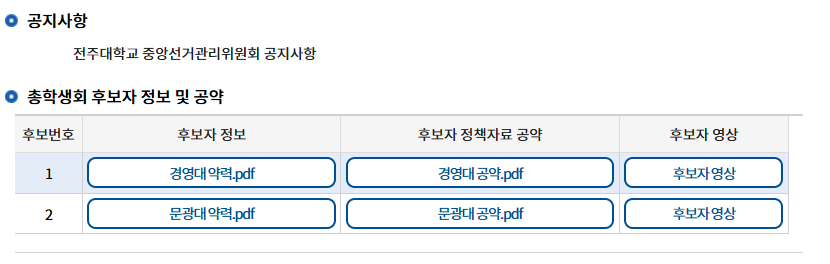 공지사항
전주대학교 중앙선거관리위원회 공지사항
총학생회 후보자 정보 및 공약
후보번호 후보자 정보 후보자 정책자료 공약 후보자 영상
1 경영대 약력.pdf 경영대 공약.pdf 후보자 영상
2 문광대 약력.pdf 문광대 공약.pdf 후보자 영상